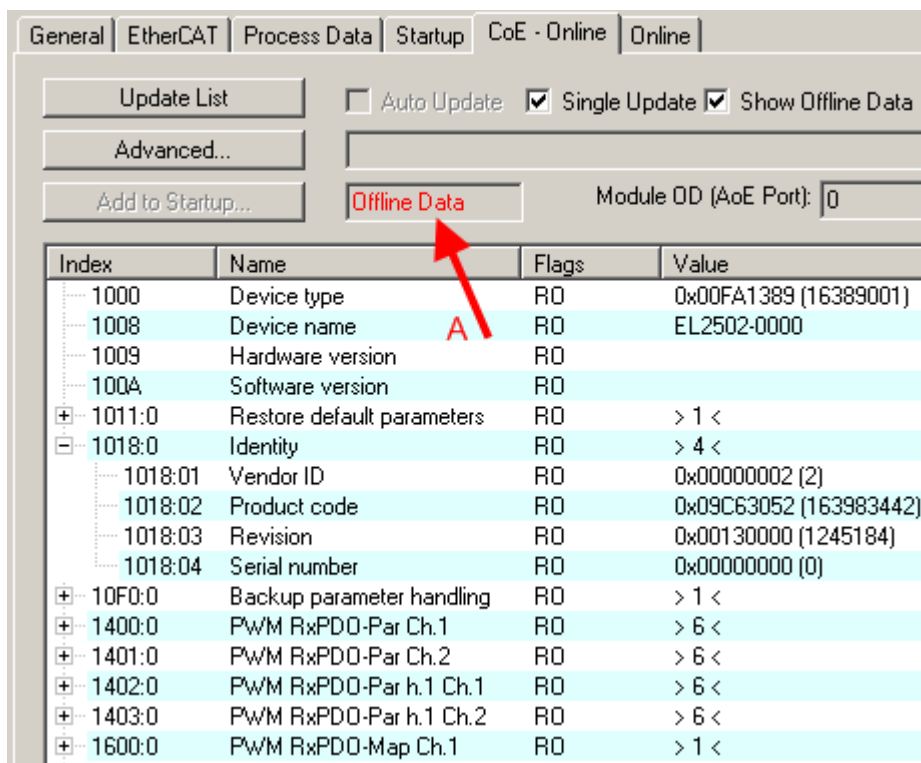 General EtherCAT Process Data Startup CoE - Online Online
Update List Auto Update Single Update Show Offline Data
Advanced...
Add to Startup... Offline Data Module OD (AoE Port): 0
Index Name Flags Value
1000 Device type RO 0x00FA1389 (16389001)
1008 Device name RO EL2502-0000
A
1009 Hardware version RO
100A Software version RO
1011:0 Restore default parameters RO > 1 <
1018:0 Identity RO > 4 <
1018:01 Vendor ID RO 0x00000002 (2)
1018:02 Product code RO 0x09C63052 (163983442)
1018:03 Revision RO 0x00130000 (1245184)
1018:04 Serial number RO 0x00000000 (0)
10F0:0 Backup parameter handling RO > 1 <
1400:0 PWM RxPDO-Par Ch.1 RO > 6 <
1401:0 PWM RxPDO-Par Ch.2 RO > 6 <
1402:0 PWM RxPDO-Par h.1 Ch.1 RO > 6 <
1403:0 PWM RxPDO-Par h.1 Ch.2 RO > 6 <
1600:0 PWM RxPDO-Map Ch.1 RO > 1 <